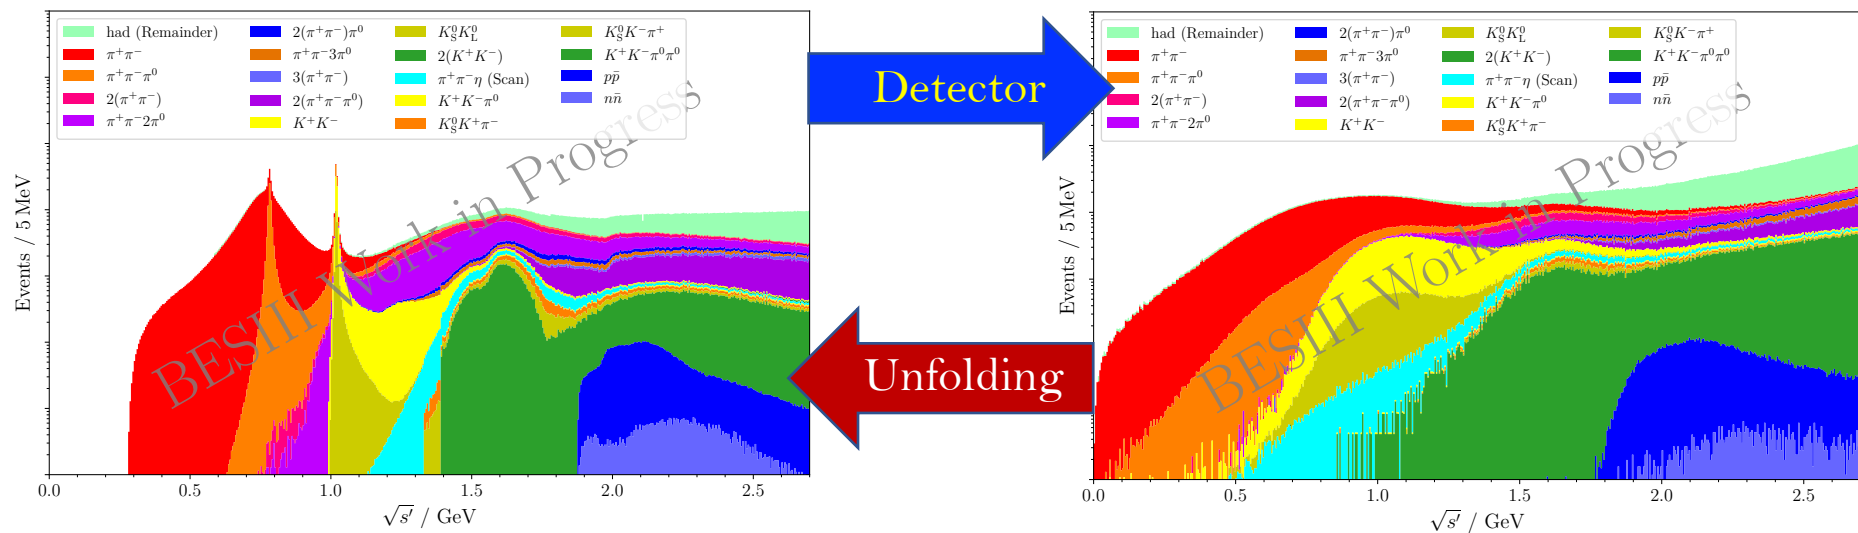 had (Remainder)
π⁺π⁻
π⁺π⁻π⁰
2(π⁺π⁻)
π⁺π⁻2π⁰
2(π⁺π⁻)π⁰
π⁺π⁻3π⁰
3(π⁺π⁻)
2(π⁺π⁻π⁰)
K⁺K⁻
K⁰_S K⁰_L
2(K⁺K⁻)
π⁺π⁻η (Scan)
K⁺K⁻π⁰
K⁰_S K⁺π⁻
K⁰_S K⁻π⁺
K⁺K⁻π⁰π⁰
pp̄
nn̄
BESIII Work in Progress
Events / 5 MeV
0.0 0.5 1.0 1.5 2.0 2.5
√s′ / GeV
Detector
Unfolding
had (Remainder)
π⁺π⁻
π⁺π⁻π⁰
2(π⁺π⁻)
π⁺π⁻2π⁰
2(π⁺π⁻)π⁰
π⁺π⁻3π⁰
3(π⁺π⁻)
2(π⁺π⁻π⁰)
K⁺K⁻
K⁰_S K⁰_L
2(K⁺K⁻)
π⁺π⁻η (Scan)
K⁺K⁻π⁰
K⁰_S K⁺π⁻
K⁰_S K⁻π⁺
K⁺K⁻π⁰π⁰
pp̄
nn̄
BESIII Work in Progress
Events / 5 MeV
0.0 0.5 1.0 1.5 2.0 2.5
√s′ / GeV